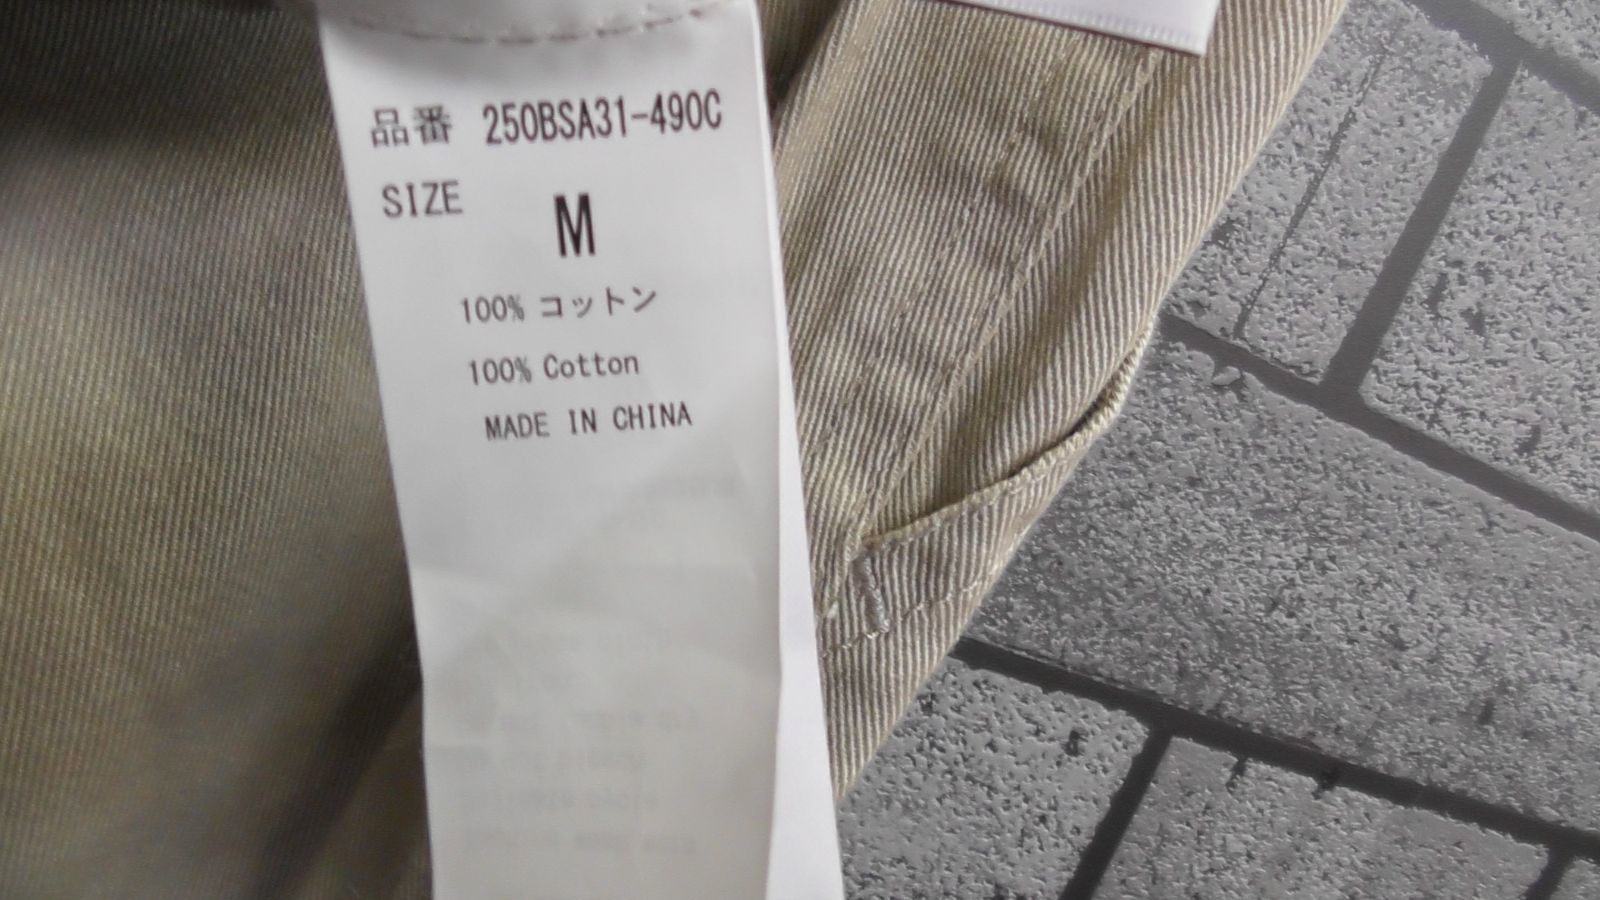 品番 250BSA31-490C
SIZE M
100% コットン
100% Cotton
MADE IN CHINA